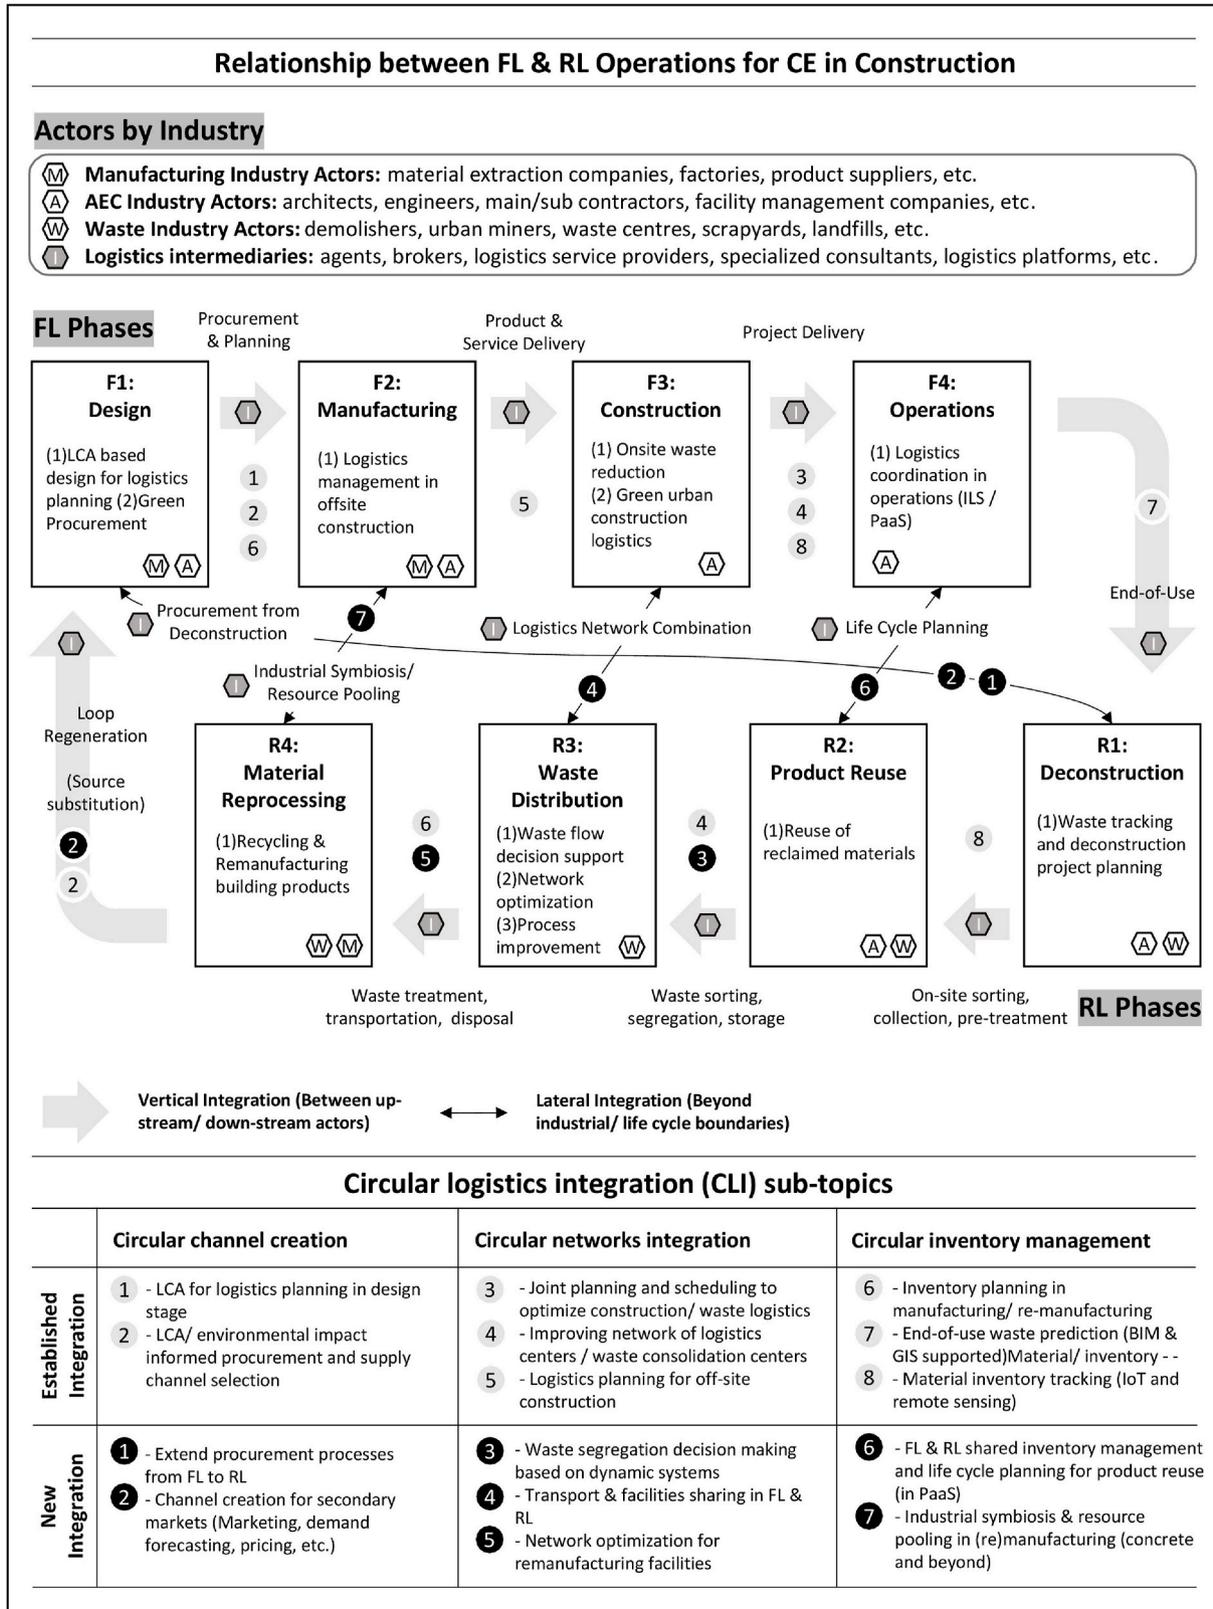 Relationship between FL & RL Operations for CE in Construction
Actors by Industry
M Manufacturing Industry Actors: material extraction companies, factories, product suppliers, etc.
A AEC Industry Actors: architects, engineers, main/sub contractors, facility management companies, etc.
W Waste Industry Actors: demolishers, urban miners, waste centres, scrapyards, landfills, etc.
I Logistics intermediaries: agents, brokers, logistics service providers, specialized consultants, logistics platforms, etc.
FL Phases
Procurement
& Planning
Product &
Service Delivery
Project Delivery
F1:
Design
(1)LCA based
design for logistics
planning (2)Green
Procurement
M A
I
1
2
6
F2:
Manufacturing
(1) Logistics
management in
offsite
construction
M A
I
5
F3:
Construction
(1) Onsite waste
reduction
(2) Green urban
construction
logistics
A
I
3
4
8
F4:
Operations
(1) Logistics
coordination in
operations (ILS /
PaaS)
A
7
End-of-Use
I
I
I Procurement from
Deconstruction
7
I Industrial Symbiosis/
Resource Pooling
I Logistics Network Combination
4
I Life Cycle Planning
6
2
1
Loop
Regeneration
(Source
substitution)
2
2
R4:
Material
Reprocessing
(1)Recycling &
Remanufacturing
building products
W M
6
5
I
R3:
Waste
Distribution
(1)Waste flow
decision support
(2)Network
optimization
(3)Process
improvement
W
4
3
I
R2:
Product Reuse
(1)Reuse of
reclaimed materials
A W
8
I
R1:
Deconstruction
(1)Waste tracking
and deconstruction
project planning
A W
Waste treatment,
transportation, disposal
Waste sorting,
segregation, storage
On-site sorting,
collection, pre-treatment
RL Phases
Vertical Integration (Between up-
stream/ down-stream actors)
Lateral Integration (Beyond
industrial/ life cycle boundaries)
Circular logistics integration (CLI) sub-topics
Circular channel creation
Circular networks integration
Circular inventory management
Established
Integration
1 - LCA for logistics planning in design
stage
2 - LCA/ environmental impact
informed procurement and supply
channel selection
3 - Joint planning and scheduling to
optimize construction/ waste logistics
4 - Improving network of logistics
centers / waste consolidation centers
5 - Logistics planning for off-site
construction
6 - Inventory planning in
manufacturing/ re-manufacturing
7 - End-of-use waste prediction (BIM &
GIS supported)Material/ inventory - -
8 - Material inventory tracking (IoT and
remote sensing)
New
Integration
1 - Extend procurement processes
from FL to RL
2 - Channel creation for secondary
markets (Marketing, demand
forecasting, pricing, etc.)
3 - Waste segregation decision making
based on dynamic systems
4 - Transport & facilities sharing in FL &
RL
5 - Network optimization for
remanufacturing facilities
6 - FL & RL shared inventory management
and life cycle planning for product reuse
(in PaaS)
7 - Industrial symbiosis & resource
pooling in (re)manufacturing (concrete
and beyond)